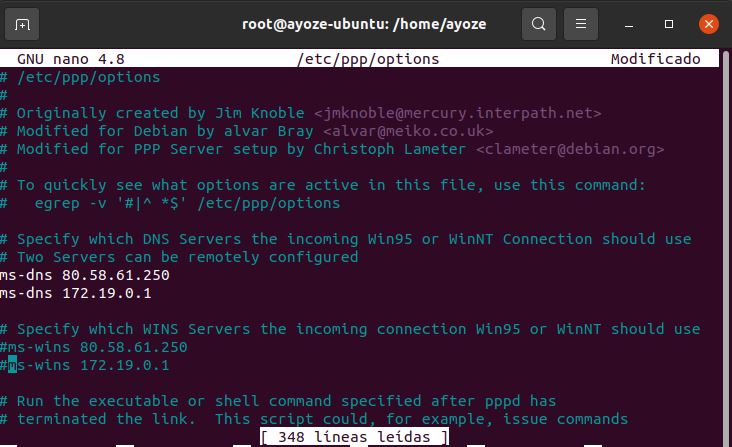 root@ayoze-ubuntu: /home/ayoze
GNU nano 4.8 /etc/ppp/options Modificado
# /etc/ppp/options
#
# Originally created by Jim Knoble <jmknoble@mercury.interpath.net>
# Modified for Debian by alvar Bray <alvar@meiko.co.uk>
# Modified for PPP Server setup by Christoph Lameter <clameter@debian.org>
#
# To quickly see what options are active in this file, use this command:
#   egrep -v '#|^ *$' /etc/ppp/options

# Specify which DNS Servers the incoming Win95 or WinNT Connection should use
# Two Servers can be remotely configured
ms-dns 80.58.61.250
ms-dns 172.19.0.1

# Specify which WINS Servers the incoming connection Win95 or WinNT should use
#ms-wins 80.58.61.250
#ms-wins 172.19.0.1

# Run the executable or shell command specified after pppd has
# terminated the link.  This script could, for example, issue commands
[ 348 líneas leídas ]